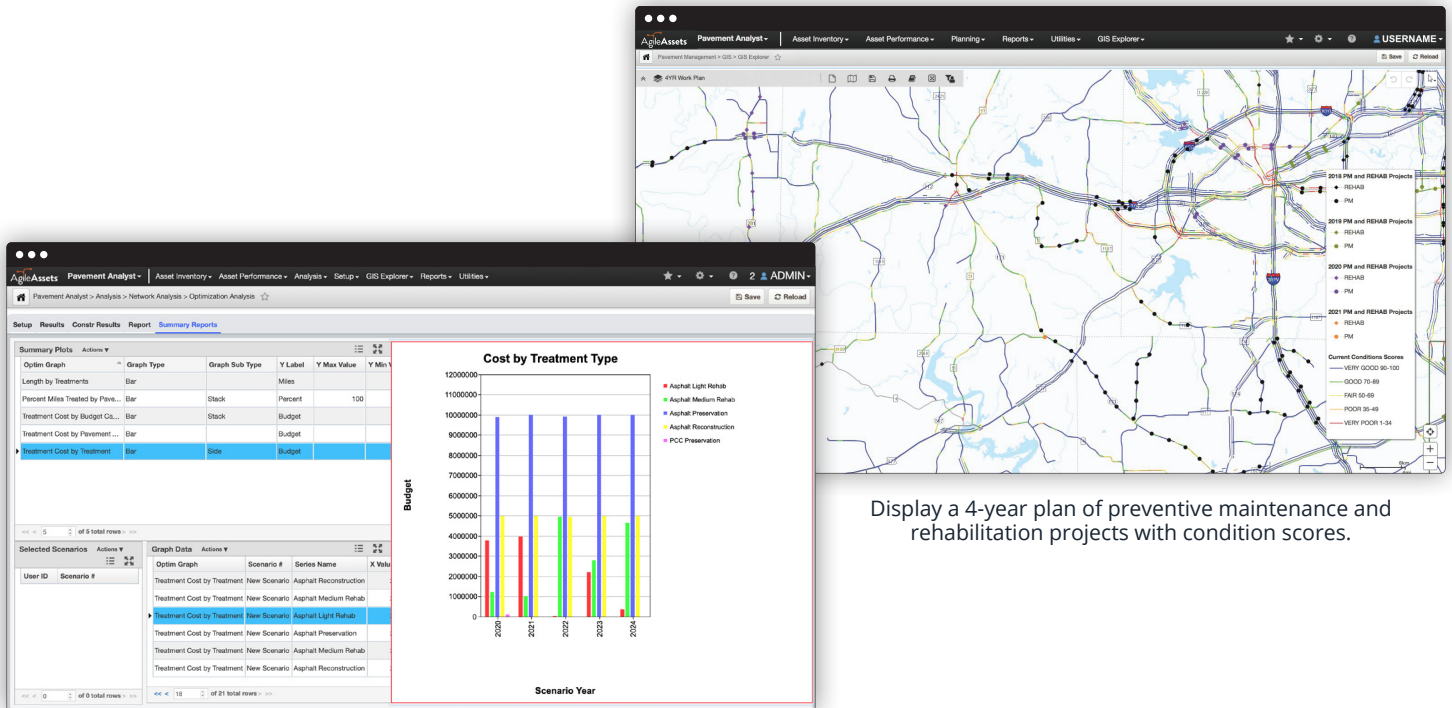 AgileAssets Pavement Analyst Asset Inventory Asset Performance Planning Reports Utilities GIS Explorer USERNAME
Pavement Management > GIS > GIS Explorer Save Reload
4YR Work Plan
2018 PM and REHAB Projects
REHAB
PM
2019 PM and REHAB Projects
REHAB
PM
2020 PM and REHAB Projects
REHAB
PM
2021 PM and REHAB Projects
REHAB
PM
Current Conditions Scores
VERY GOOD 90-100
GOOD 70-89
FAIR 50-69
POOR 35-49
VERY POOR 1-34
Display a 4-year plan of preventive maintenance and
rehabilitation projects with condition scores.
AgileAssets Pavement Analyst Asset Inventory Asset Performance Analysis Setup GIS Explorer Reports Utilities 2 ADMIN
Pavement Analyst > Analysis > Network Analysis > Optimization Analysis Save Reload
Setup Results Constr Results Report Summary Reports
Summary Plots Actions
Optim Graph Graph Type Graph Sub Type Y Label Y Max Value Y Min
Length by Treatments Bar Miles
Percent Miles Treated by Pave... Bar Stack Percent 100
Treatment Cost by Budget Ca... Bar Stack Budget
Treatment Cost by Pavement ... Bar Budget
Treatment Cost by Treatment Bar Side Budget
<< < 5 of 5 total rows > >>
Selected Scenarios Actions
User ID Scenario #
<< < 0 of 0 total rows > >>
Graph Data Actions
Optim Graph Scenario # Series Name X Valu
Treatment Cost by Treatment New Scenario Asphalt Reconstruction
Treatment Cost by Treatment New Scenario Asphalt Medium Rehab
Treatment Cost by Treatment New Scenario Asphalt Light Rehab
Treatment Cost by Treatment New Scenario Asphalt Preservation
Treatment Cost by Treatment New Scenario Asphalt Medium Rehab
Treatment Cost by Treatment New Scenario Asphalt Reconstruction
<< < 18 of 21 total rows > >>
Cost by Treatment Type
Budget
12000000
11000000
10000000
9000000
8000000
7000000
6000000
5000000
4000000
3000000
2000000
1000000
0
2020 2021 2022 2023 2024
Scenario Year
Asphalt Light Rehab
Asphalt Medium Rehab
Asphalt Preservation
Asphalt Reconstruction
PCC Preservation